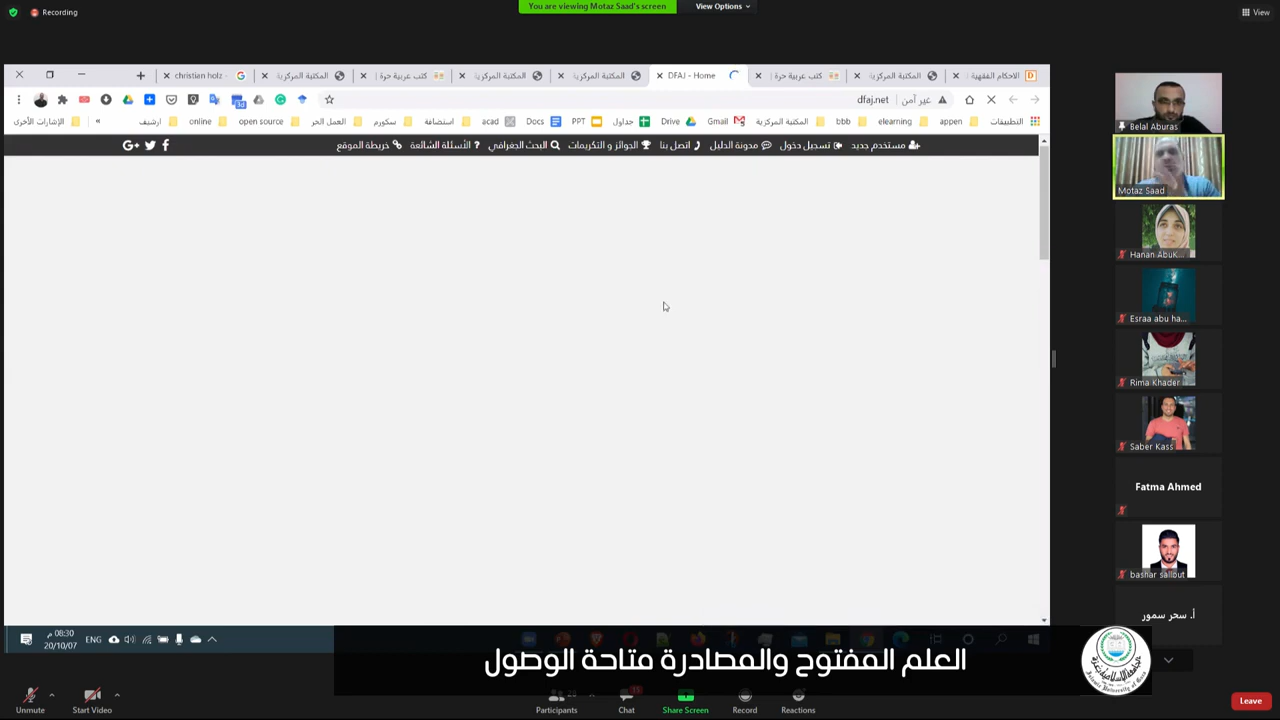 Recording
You are viewing Motaz Saad's screen
View Options
View
christian holz
المكتبة المركزية
كتب عربية حرة
المكتبة المركزية
المكتبة المركزية
DFAJ - Home
كتب عربية حرة
المكتبة المركزية
الاحكام الفقهية
dfaj.net
غير آمن
التطبيقات
appen
elearning
bbb
المكتبة المركزية
Gmail
Drive
جداول
PPT
Docs
acad
استضافة
بنكورم
العمل الحر
open source
online
ارشيف
»
الإشارات الأخرى
مستخدم جديد
تسجيل دخول
مدونة الدليل
اتصل بنا
الجوائز و التكريمات
البحث الجغرافي
الأسئلة الشائعة
خريطة الموقع
Belal Aburas
Motaz Saad
Hanan AbuK...
Esraa abu ha...
Rima Khader
Saber Kass
Fatma Ahmed
bashar sallout
أ. سحر سمور
08:30 م
20/10/07
ENG
العلم المفتوح والمصادرة متاحة الوصول
Unmute
Start Video
Participants
28
Chat
Share Screen
Record
Reactions
Leave